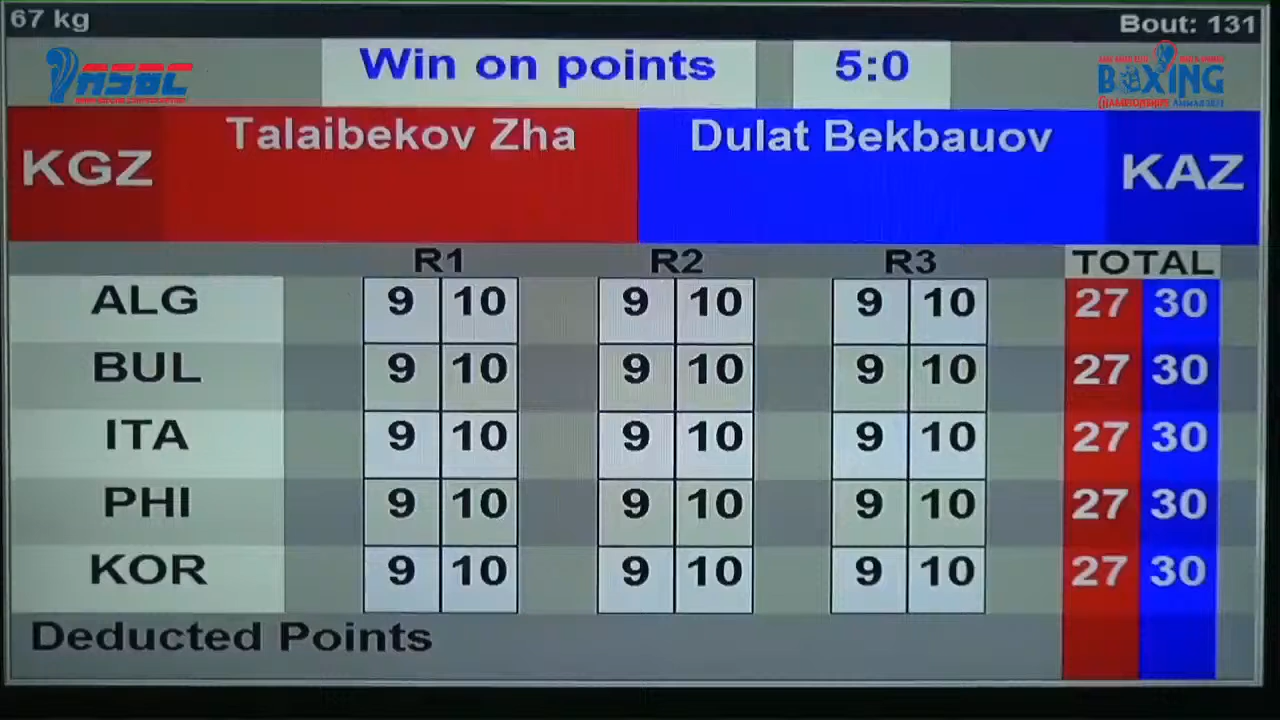 67 kg
Bout: 131
ASBC
Win on points
5:0
BOXING
KGZ
Talaibekov Zha
Dulat Bekbauov
KAZ
R1 R2 R3 TOTAL
ALG 9 10 9 10 9 10 27 30
BUL 9 10 9 10 9 10 27 30
ITA 9 10 9 10 9 10 27 30
PHI 9 10 9 10 9 10 27 30
KOR 9 10 9 10 9 10 27 30
Deducted Points